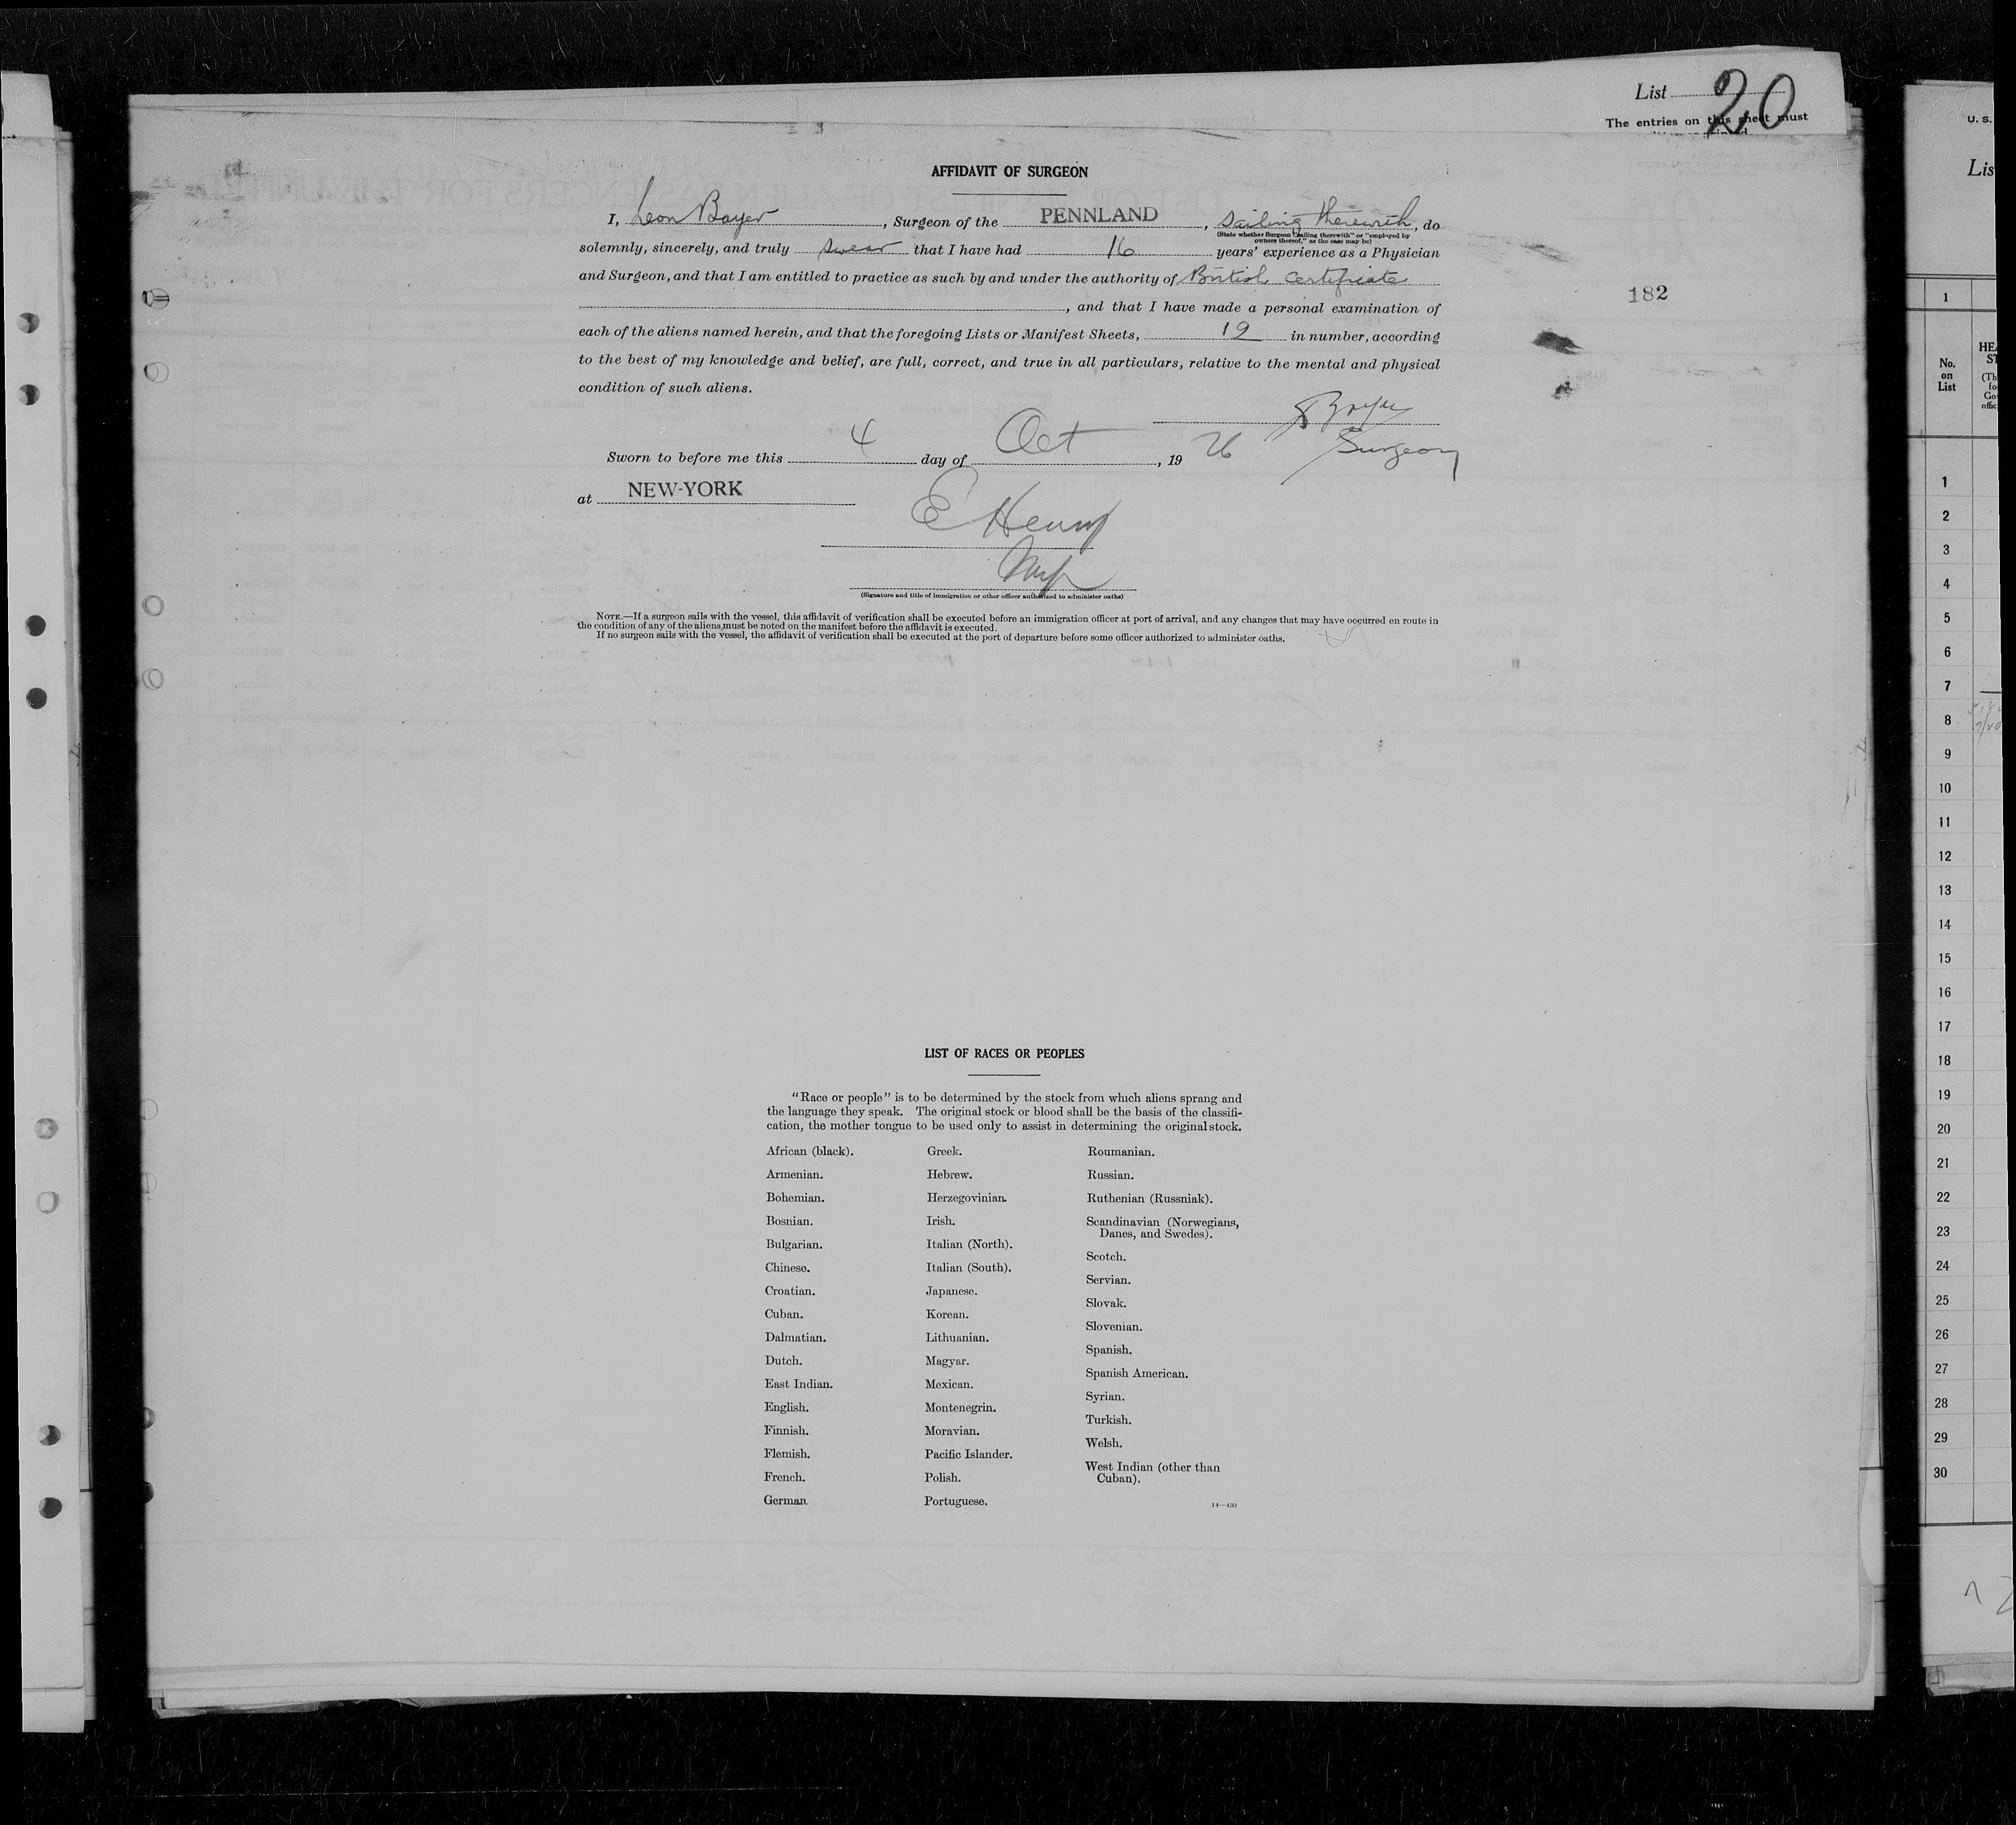 List 20
The entries on this sheet must
AFFIDAVIT OF SURGEON
I, Leon Bayer, Surgeon of the PENNLAND, sailing therewith, do
(State whether Surgeon "sailing therewith" or "employed by
owners thereof," as the case may be)
solemnly, sincerely, and truly swear that I have had 16 years' experience as a Physician
and Surgeon, and that I am entitled to practice as such by and under the authority of British Certificate
, and that I have made a personal examination of
182
each of the aliens named herein, and that the foregoing Lists or Manifest Sheets, 19 in number, according
to the best of my knowledge and belief, are full, correct, and true in all particulars, relative to the mental and physical
condition of such aliens.
Surgeon
Sworn to before me this 4 day of Oct, 1926
at NEW-YORK
E Henry
(Signature and title of immigration or other officer authorized to administer oaths)
NOTE.—If a surgeon sails with the vessel, this affidavit of verification shall be executed before an immigration officer at port of arrival, and any changes that may have occurred en route in
the condition of any of the aliens must be noted on the manifest before the affidavit is executed.
If no surgeon sails with the vessel, the affidavit of verification shall be executed at the port of departure before some officer authorized to administer oaths.
LIST OF RACES OR PEOPLES
"Race or people" is to be determined by the stock from which aliens sprang and
the language they speak. The original stock or blood shall be the basis of the classifi-
cation, the mother tongue to be used only to assist in determining the original stock.
African (black).
Armenian.
Bohemian.
Bosnian.
Bulgarian.
Chinese.
Croatian.
Cuban.
Dalmatian.
Dutch.
East Indian.
English.
Finnish.
Flemish.
French.
German.
Greek.
Hebrew.
Herzegovinian.
Irish.
Italian (North).
Italian (South).
Japanese.
Korean.
Lithuanian.
Magyar.
Mexican.
Montenegrin.
Moravian.
Pacific Islander.
Polish.
Portuguese.
Roumanian.
Russian.
Ruthenian (Russniak).
Scandinavian (Norwegians,
Danes, and Swedes).
Scotch.
Servian.
Slovak.
Slovenian.
Spanish.
Spanish American.
Syrian.
Turkish.
Welsh.
West Indian (other than
Cuban).
14—430
U. S.
Lis
1
No.
on
List
1
2
3
4
5
6
7
8
9
10
11
12
13
14
15
16
17
18
19
20
21
22
23
24
25
26
27
28
29
30